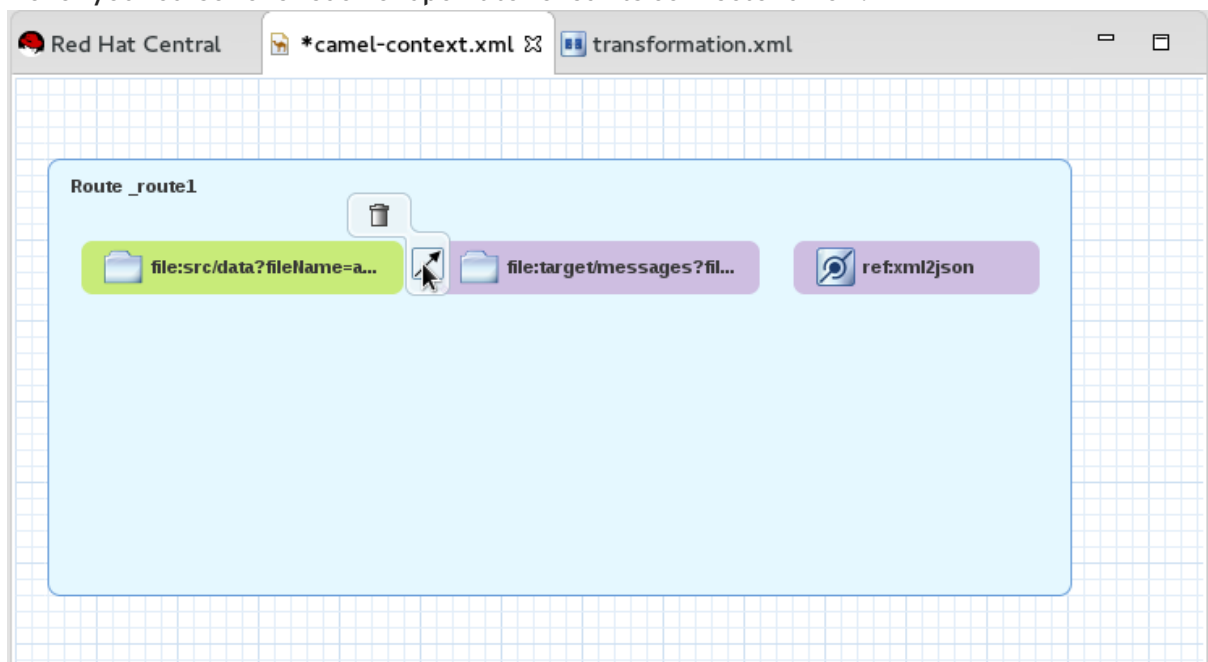 Red Hat Central
*camel-context.xml
transformation.xml
Route _route1
file:src/data?fileName=a...
file:target/messages?fil...
ref:xml2json